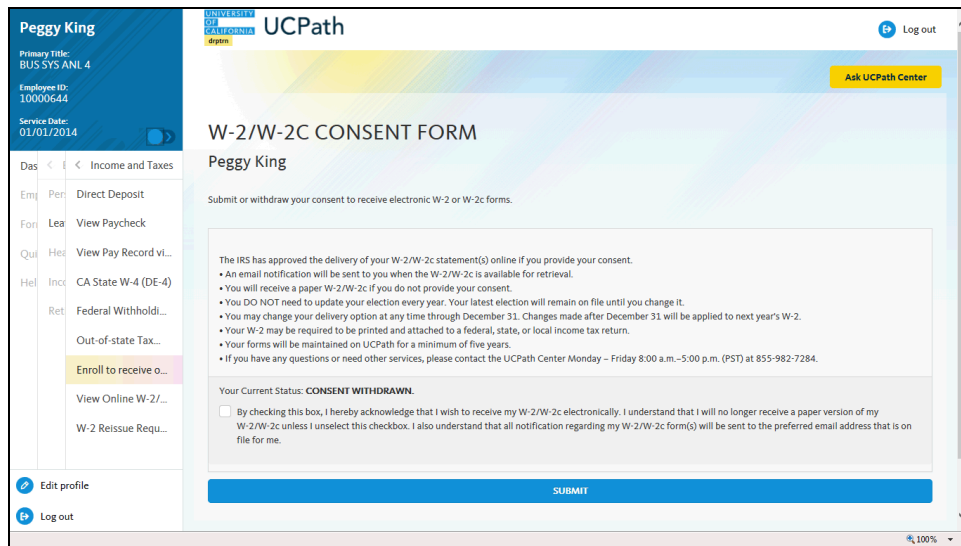 Peggy King
Primary Title:
BUS SYS ANL 4
Employee ID:
10000644
Service Date:
01/01/2014
UNIVERSITY
OF
CALIFORNIA
drptrn
UCPath
Log out
Ask UCPath Center
Das
Income and Taxes
Emp
Per
Direct Deposit
For
Lea
View Paycheck
Qui
Hea
View Pay Record vi...
Hel
Inc
CA State W-4 (DE-4)
Ret
Federal Withholdi...
Out-of-state Tax...
Enroll to receive o...
View Online W-2/...
W-2 Reissue Requ...
Edit profile
Log out
W-2/W-2C CONSENT FORM
Peggy King
Submit or withdraw your consent to receive electronic W-2 or W-2c forms.
The IRS has approved the delivery of your W-2/W-2c statement(s) online if you provide your consent.
• An email notification will be sent to you when the W-2/W-2c is available for retrieval.
• You will receive a paper W-2/W-2c if you do not provide your consent.
• You DO NOT need to update your election every year. Your latest election will remain on file until you change it.
• You may change your delivery option at any time through December 31. Changes made after December 31 will be applied to next year's W-2.
• Your W-2 may be required to be printed and attached to a federal, state, or local income tax return.
• Your forms will be maintained on UCPath for a minimum of five years.
• If you have any questions or need other services, please contact the UCPath Center Monday – Friday 8:00 a.m.–5:00 p.m. (PST) at 855-982-7284.
Your Current Status: CONSENT WITHDRAWN.
By checking this box, I hereby acknowledge that I wish to receive my W-2/W-2c electronically. I understand that I will no longer receive a paper version of my
W-2/W-2c unless I unselect this checkbox. I also understand that all notification regarding my W-2/W-2c form(s) will be sent to the preferred email address that is on
file for me.
SUBMIT
100%